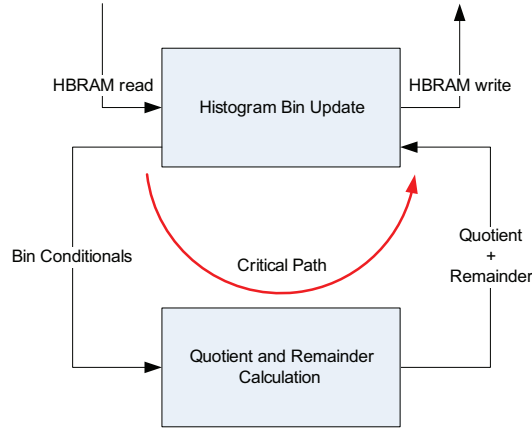 HBRAM read
HBRAM write
Histogram Bin Update
Bin Conditionals
Critical Path
Quotient
+
Remainder
Quotient and Remainder
Calculation